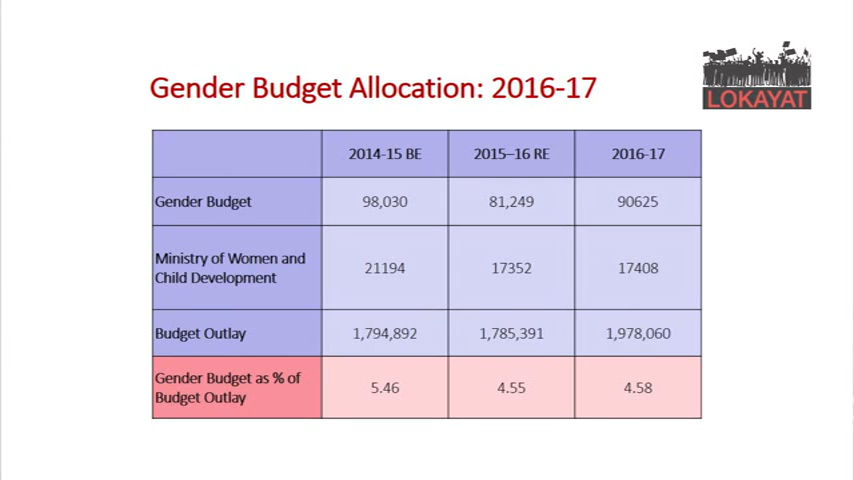 Gender Budget Allocation: 2016-17
LOKAYAT
2014-15 BE 2015–16 RE 2016-17
Gender Budget 98,030 81,249 90625
Ministry of Women and
Child Development 21194 17352 17408
Budget Outlay 1,794,892 1,785,391 1,978,060
Gender Budget as % of
Budget Outlay 5.46 4.55 4.58